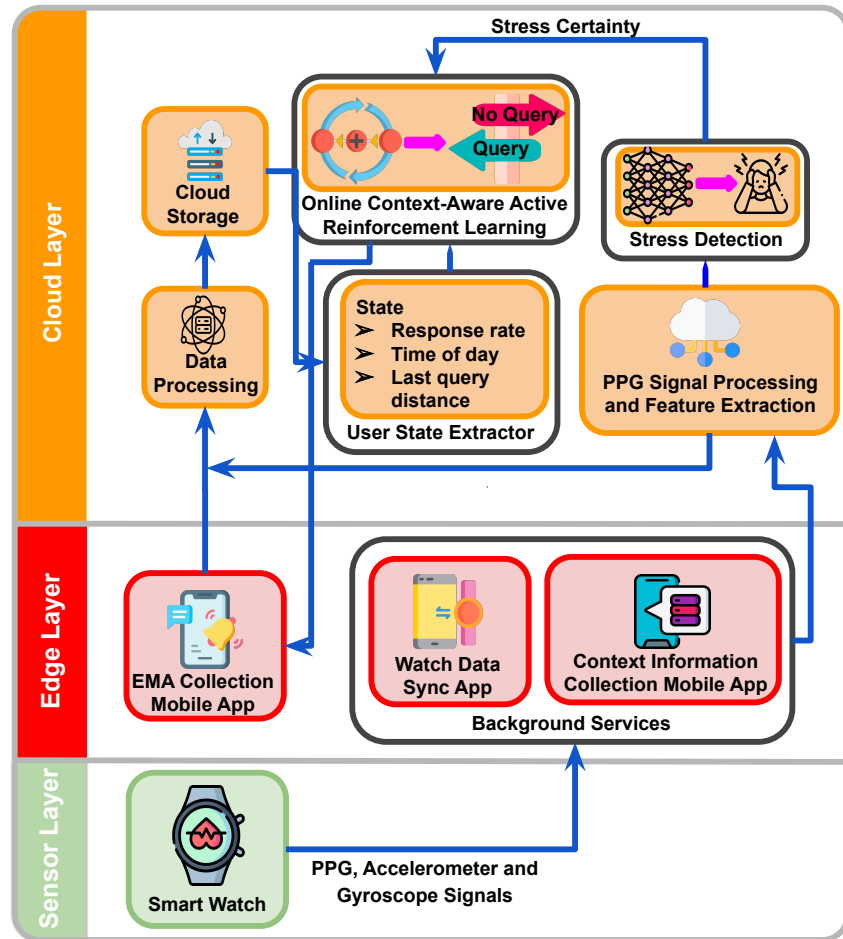 Cloud Layer
Stress Certainty
No Query
Query
Online Context-Aware Active
Reinforcement Learning
Cloud
Storage
Stress Detection
State
➢ Response rate
➢ Time of day
➢ Last query
distance
User State Extractor
Data
Processing
PPG Signal Processing
and Feature Extraction
Edge Layer
EMA Collection
Mobile App
Watch Data
Sync App
Context Information
Collection Mobile App
Background Services
Sensor Layer
Smart Watch
PPG, Accelerometer and
Gyroscope Signals